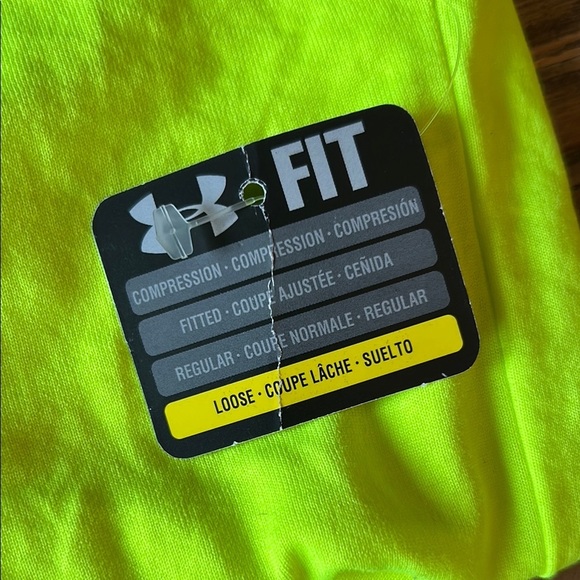 FIT
COMPRESSION · COMPRESSION · COMPRESIÓN
FITTED · COUPE AJUSTÉE · CEÑIDA
REGULAR · COUPE NORMALE · REGULAR
LOOSE · COUPE LÂCHE · SUELTO